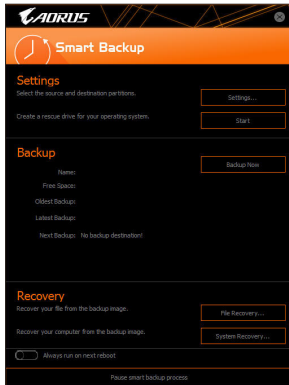 AORUS
Smart Backup
Settings
Select the source and destination partitions.
Settings...
Create a rescue drive for your operating system.
Start
Backup
Backup Now
Name:
Free Space:
Oldest Backup:
Latest Backup:
Next Backup: No backup destination!
Recovery
Recover your file from the backup image.
File Recovery...
Recover your computer from the backup image.
System Recovery...
Always run on next reboot
Pause smart backup process